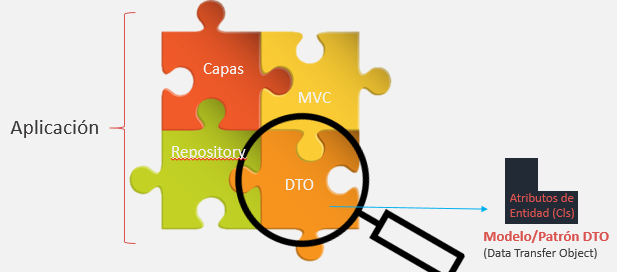 Capas
MVC
Aplicación
Repository
DTO
Atributos de
Entidad (Cls)
Modelo/Patrón DTO
(Data Transfer Object)